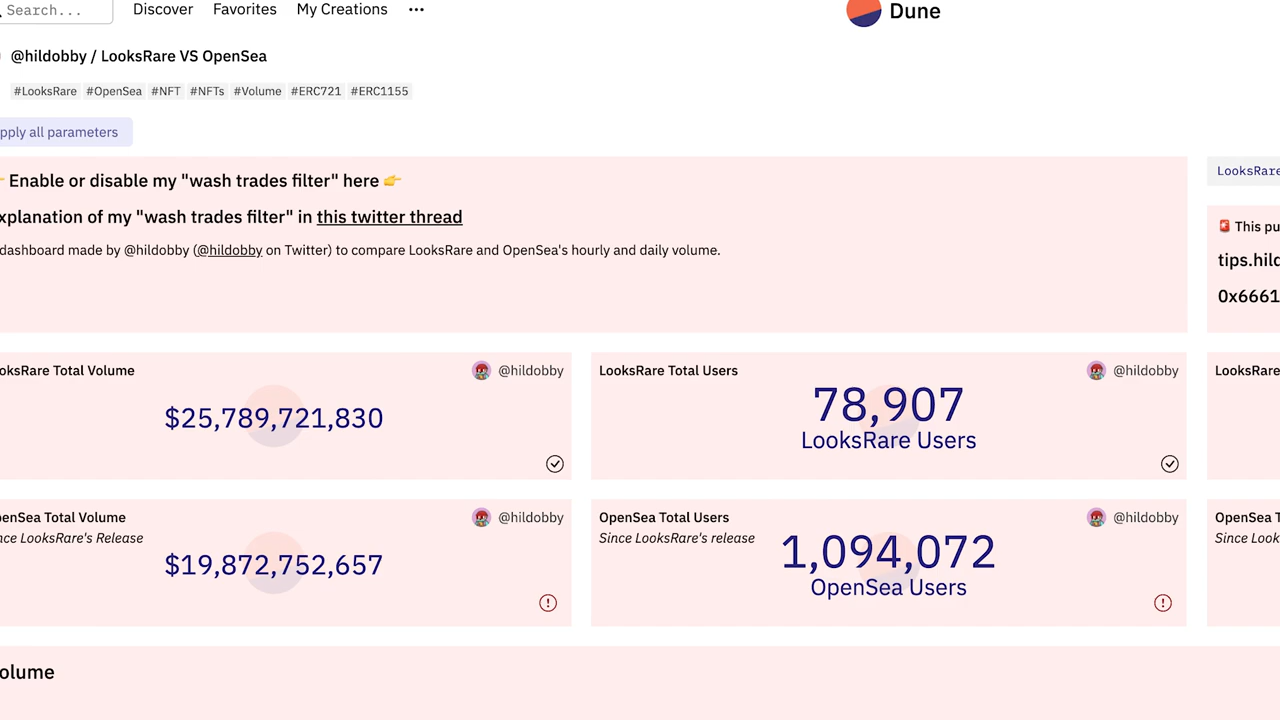 Search...
Discover Favorites My Creations ...
Dune
@hildobby / LooksRare VS OpenSea
#LooksRare #OpenSea #NFT #NFTs #Volume #ERC721 #ERC1155
pply all parameters
LooksRare
Enable or disable my "wash trades filter" here 👉
xplanation of my "wash trades filter" in this twitter thread
dashboard made by @hildobby (@hildobby on Twitter) to compare LooksRare and OpenSea's hourly and daily volume.
🚨 This pu
tips.hild
0x6661
oksRare Total Volume
@hildobby
$25,789,721,830
LooksRare Total Users
@hildobby
78,907
LooksRare Users
LooksRare
enSea Total Volume
@hildobby
nce LooksRare's Release
$19,872,752,657
OpenSea Total Users
@hildobby
Since LooksRare's release
1,094,072
OpenSea Users
OpenSea T
Since Look
olume